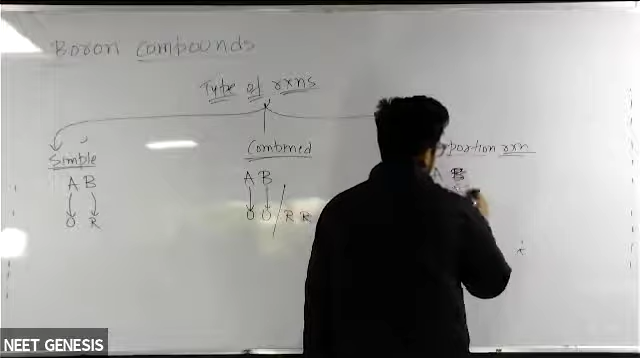 Boron compounds
Type of rxns
Simple
Combined
portion rxn
A B
A B
A B
O R
O O / R R
NEET GENESIS